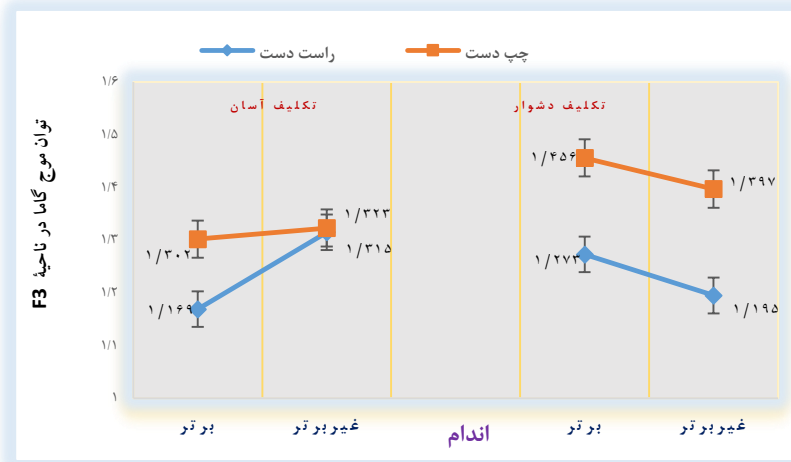 راست دست
چپ دست
توان موج گاما در ناحیۀ F3
۱/۶
۱/۵
۱/۴
۱/۳
۱/۲
۱/۱
۱
تکلیف آسان
تکلیف دشوار
۱/۳۰۲
۱/۳۲۳
۱/۴۵۶
۱/۳۹۷
۱/۱۶۹
۱/۳۱۵
۱/۲۷۳
۱/۱۹۵
برتر
غیربرتر
برتر
غیربرتر
اندام